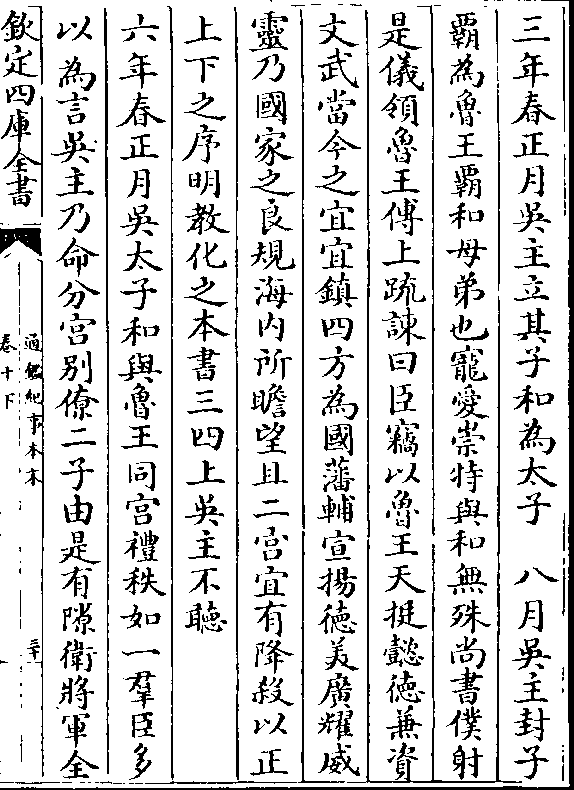 三年春正月吳主立其子和為太子　八月吳主封子
霸為魯王霸和母弟也寵愛崇特與和無殊尚書僕射
是儀領魯王傅上疏諫曰臣竊以魯王天挺懿徳兼資
文武當今之宜宜鎮四方為國藩輔宣揚徳美廣耀威
靈乃國家之良規海内所瞻望且二宫宜有降殺以正
上下之序明教化之本書三四上吳主不聽
六年春正月吳太子和與魯王同宫禮秩如一羣臣多
以為言吳主乃命分宫别僚二子由是有隙衛將軍全
欽定四庫全書
通鑑紀事本末
卷十下